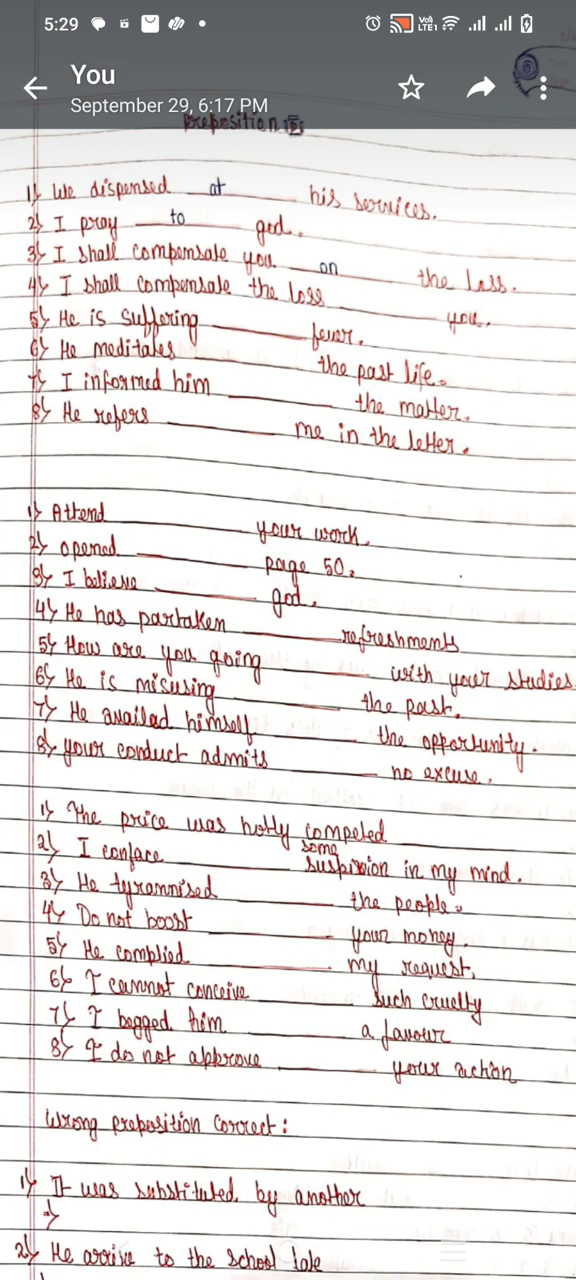 5:29
Vo) LTE1
You
September 29, 6:17 PM
preposition
1) We dispensed at his services.
2) I pray to god.
3) I shall compensate you on the loss.
4) I shall compensate the loss you.
5) He is suffering fever.
6) He meditates the past life.
7) I informed him the matter.
8) He refers me in the letter.
1) Attend your work.
2) opened page 50.
3) I believe god.
4) He has partaken refreshments
5) How are you going with your studies
6) He is misusing the past.
7) He availad himself the opportunity.
8) your conduct admits no excuse.
1) The price was hotly competed
2) I conface some suspision in my mind.
3) He tyrannised the people.
4) Do not boost your money.
5) He complied my request.
6) I cannot conceive such cruelty
7) I begged him a favour
8) I do not approve your action
Wrong preposition correct:
1) It was substituted by another
⇒
2) He arrive to the school late